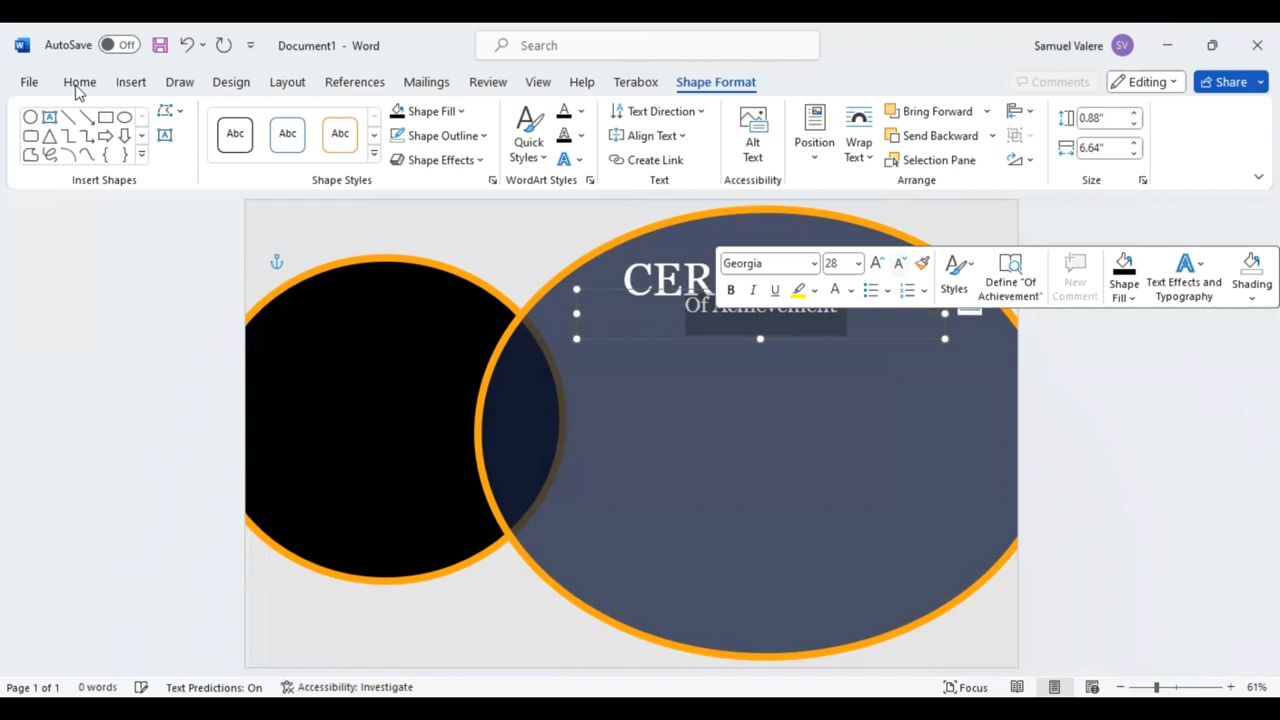 AutoSave Off Document1 - Word Search Samuel Valere SV
File Home Insert Draw Design Layout References Mailings Review View Help Terabox Shape Format Comments Editing Share
Abc Abc Abc
Shape Fill
Shape Outline
Shape Effects
Quick Styles
Text Direction
Align Text
Create Link
Alt Text
Position
Wrap Text
Bring Forward
Send Backward
Selection Pane
0.88"
6.64"
Insert Shapes Shape Styles WordArt Styles Text Accessibility Arrange Size
CER
Of Achievement
Georgia 28
B I U A
Styles
Define "Of Achievement"
New Comment
Shape Fill
Text Effects and Typography
Shading
Page 1 of 1 0 words Text Predictions: On Accessibility: Investigate Focus 61%